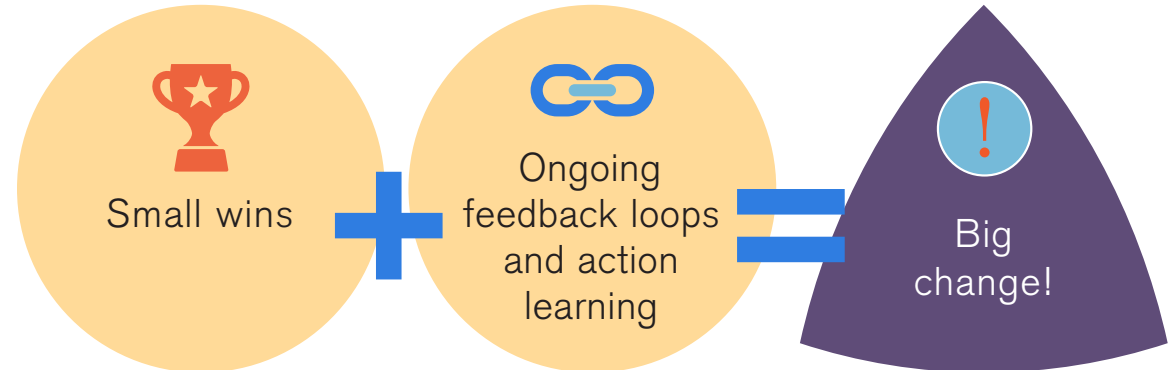 Small wins
Ongoing
feedback loops
and action
learning
Big
change!